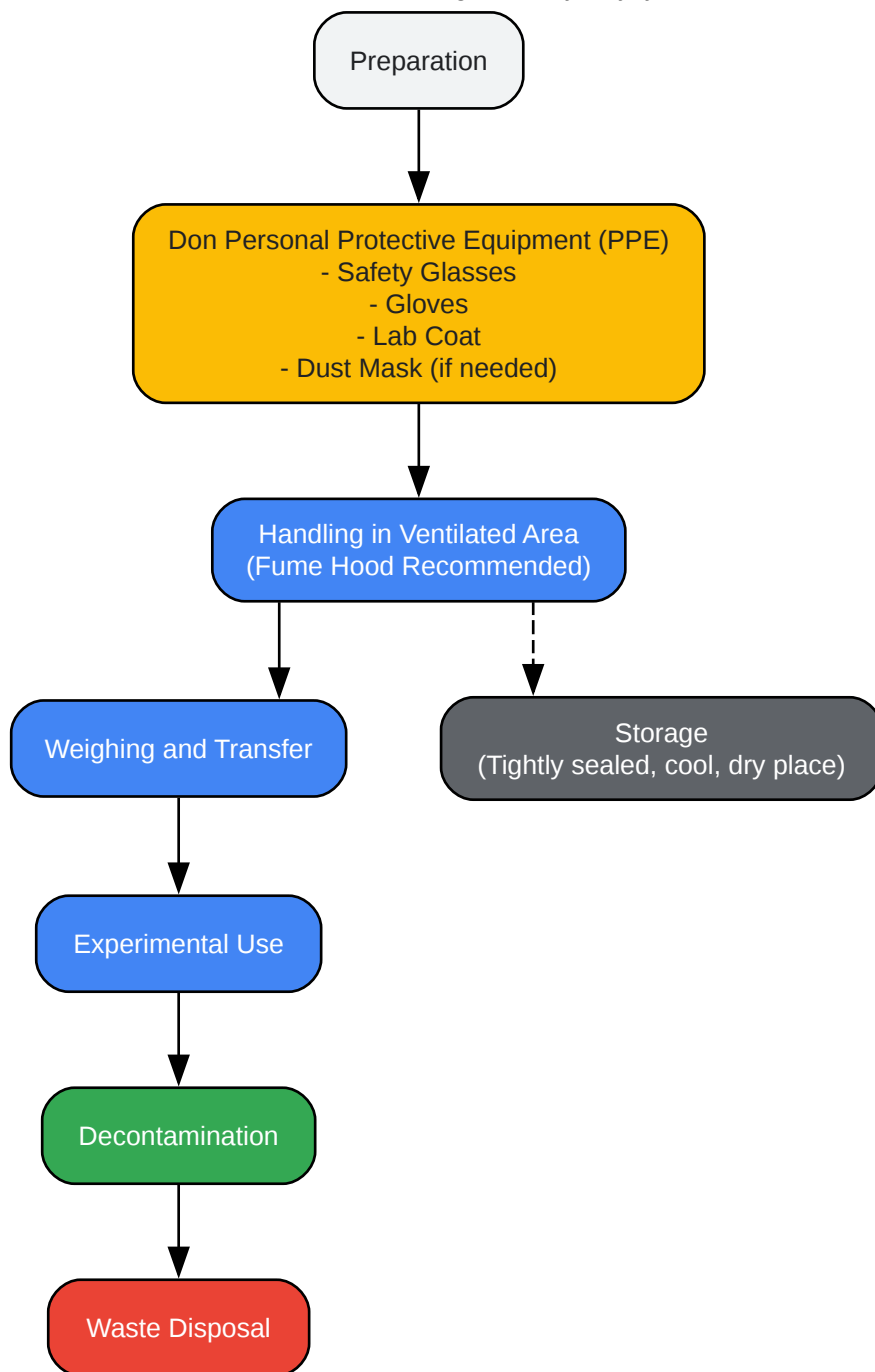 Preparation
Don Personal Protective Equipment (PPE)
- Safety Glasses
- Gloves
- Lab Coat
- Dust Mask (if needed)
Handling in Ventilated Area
(Fume Hood Recommended)
Weighing and Transfer
Storage
(Tightly sealed, cool, dry place)
Experimental Use
Decontamination
Waste Disposal